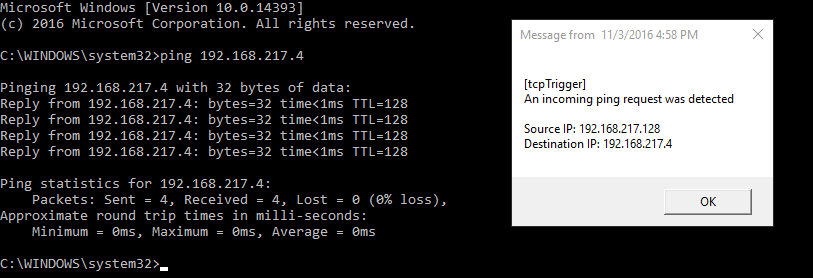 Microsoft Windows [Version 10.0.14393]
(c) 2016 Microsoft Corporation. All rights reserved.
C:\WINDOWS\system32>ping 192.168.217.4
Pinging 192.168.217.4 with 32 bytes of data:
Reply from 192.168.217.4: bytes=32 time<1ms TTL=128
Reply from 192.168.217.4: bytes=32 time<1ms TTL=128
Reply from 192.168.217.4: bytes=32 time<1ms TTL=128
Reply from 192.168.217.4: bytes=32 time<1ms TTL=128
Ping statistics for 192.168.217.4:
Packets: Sent = 4, Received = 4, Lost = 0 (0% loss),
Approximate round trip times in milli-seconds:
Minimum = 0ms, Maximum = 0ms, Average = 0ms
C:\WINDOWS\system32>
Message from 11/3/2016 4:58 PM
[tcpTrigger]
An incoming ping request was detected
Source IP: 192.168.217.128
Destination IP: 192.168.217.4
OK